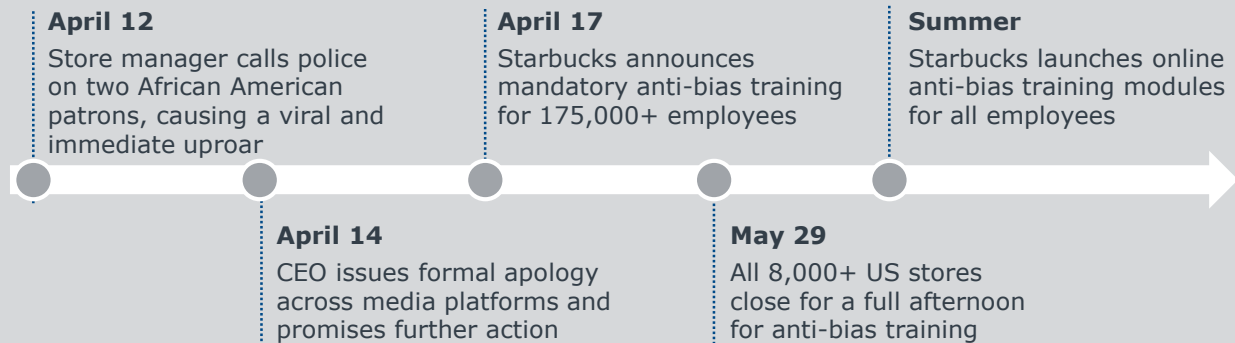 April 12
Store manager calls police
on two African American
patrons, causing a viral and
immediate uproar
April 14
CEO issues formal apology
across media platforms and
promises further action
April 17
Starbucks announces
mandatory anti-bias training
for 175,000+ employees
May 29
All 8,000+ US stores
close for a full afternoon
for anti-bias training
Summer
Starbucks launches online
anti-bias training modules
for all employees